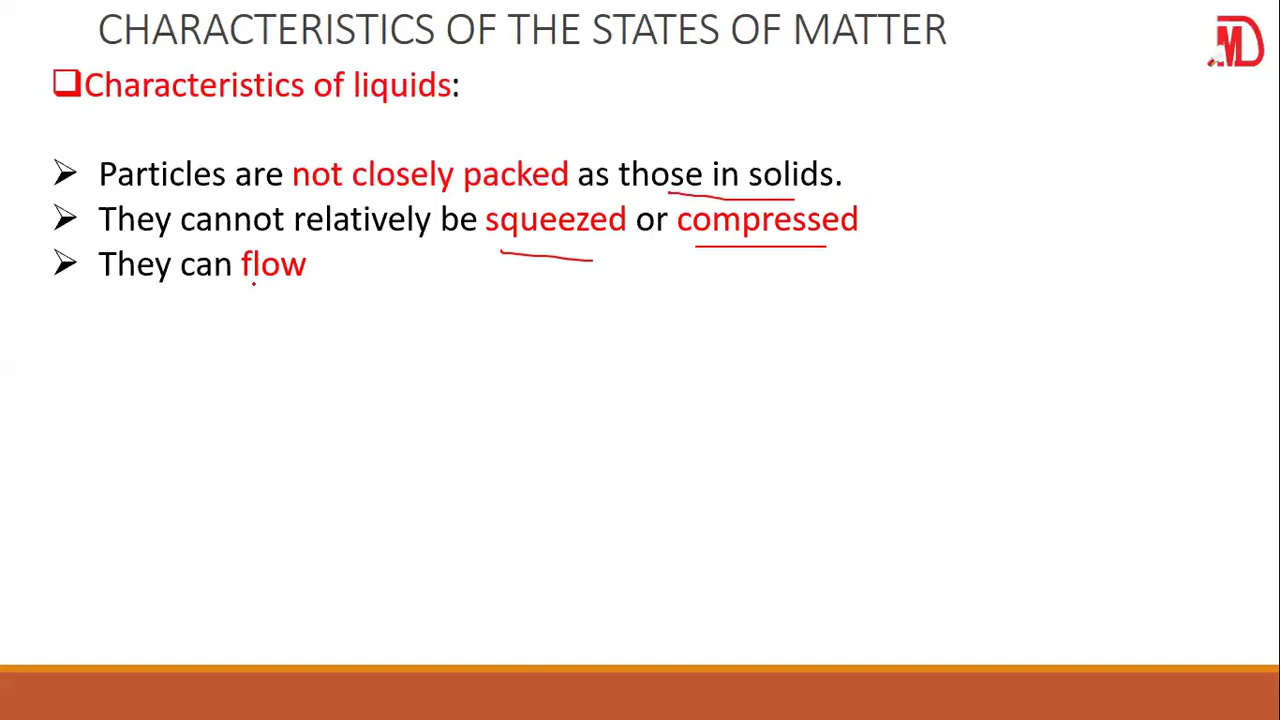 CHARACTERISTICS OF THE STATES OF MATTER
Characteristics of liquids:
Particles are not closely packed as those in solids.
They cannot relatively be squeezed or compressed
They can flow